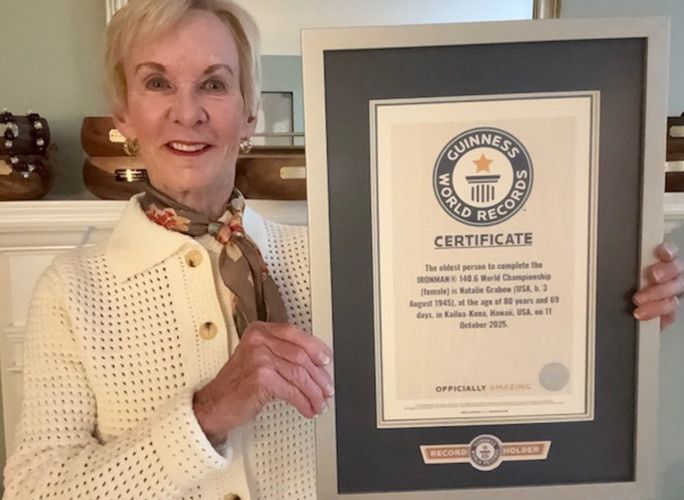 GUINNESS
WORLD RECORDS
CERTIFICATE
The oldest person to complete the
IRONMAN® 140.6 World Championship
(female) is Natalie Grabow (USA, b. 3
August 1945), at the age of 80 years and 69
days, in Kailua-Kona, Hawaii, USA, on 11
October 2025.
OFFICIALLY AMAZING
RECORD HOLDER